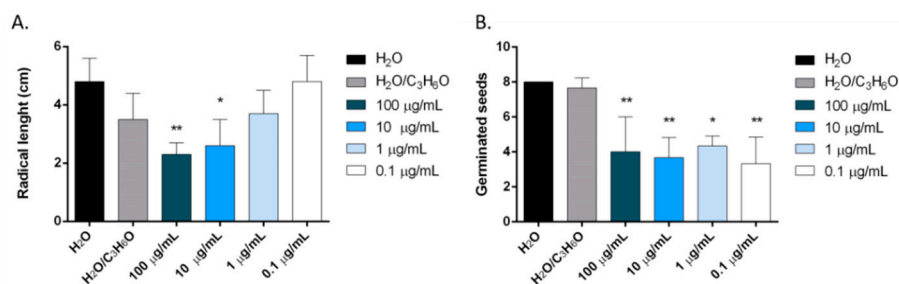 A.
Radical lenght (cm)
6
4
2
0
**
*
H₂O
H₂O/C₃H₆O
100 μg/mL
10 μg/mL
1 μg/mL
0.1 μg/mL
H₂O
H₂O/C₃H₆O
100 μg/mL
10 μg/mL
1 μg/mL
0.1 μg/mL
B.
Germinated seeds
10
8
6
4
2
0
**
**
*
**
H₂O
H₂O/C₃H₆O
100 μg/mL
10 μg/mL
1 μg/mL
0.1 μg/mL
H₂O
H₂O/C₃H₆O
100 μg/mL
10 μg/mL
1 μg/mL
0.1 μg/mL